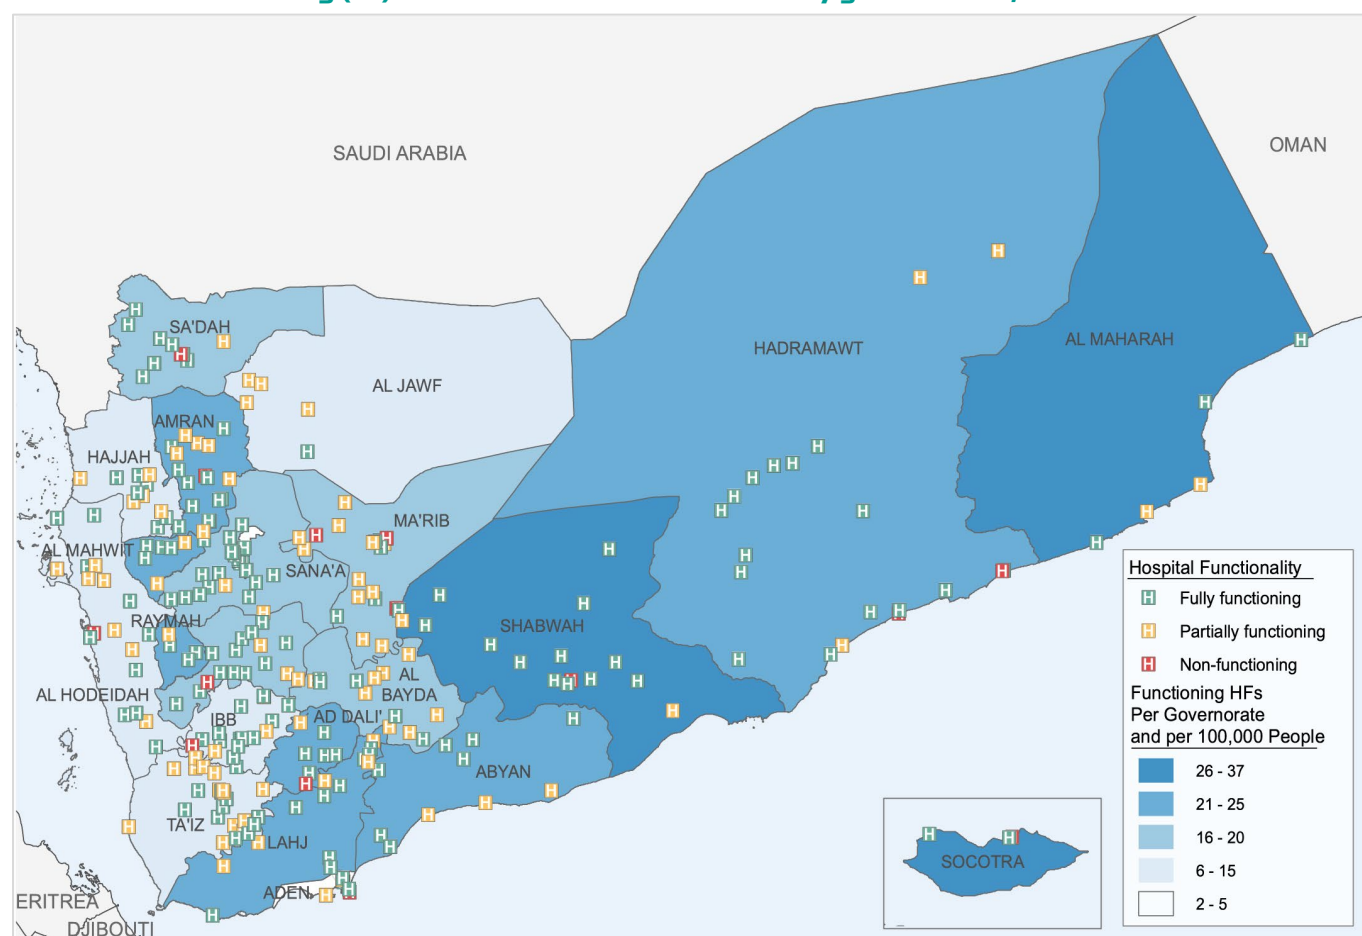 SAUDI ARABIA
OMAN
SA'DAH
HADRAMAWT
AL MAHARAH
AL JAWF
AMRAN
HAJJAH
MA'RIB
AL MAHWIT
SANA'A
RAYMAH
SHABWAH
AL HODEIDAH
AL
BAYDA
IBB
AD DALI'
ABYAN
TA'IZ
LAHJ
ADEN
ERITREA
DJIBOUTI
SOCOTRA
Hospital Functionality
H Fully functioning
H Partially functioning
H Non-functioning
Functioning HFs
Per Governorate
and per 100,000 People
26 - 37
21 - 25
16 - 20
6 - 15
2 - 5